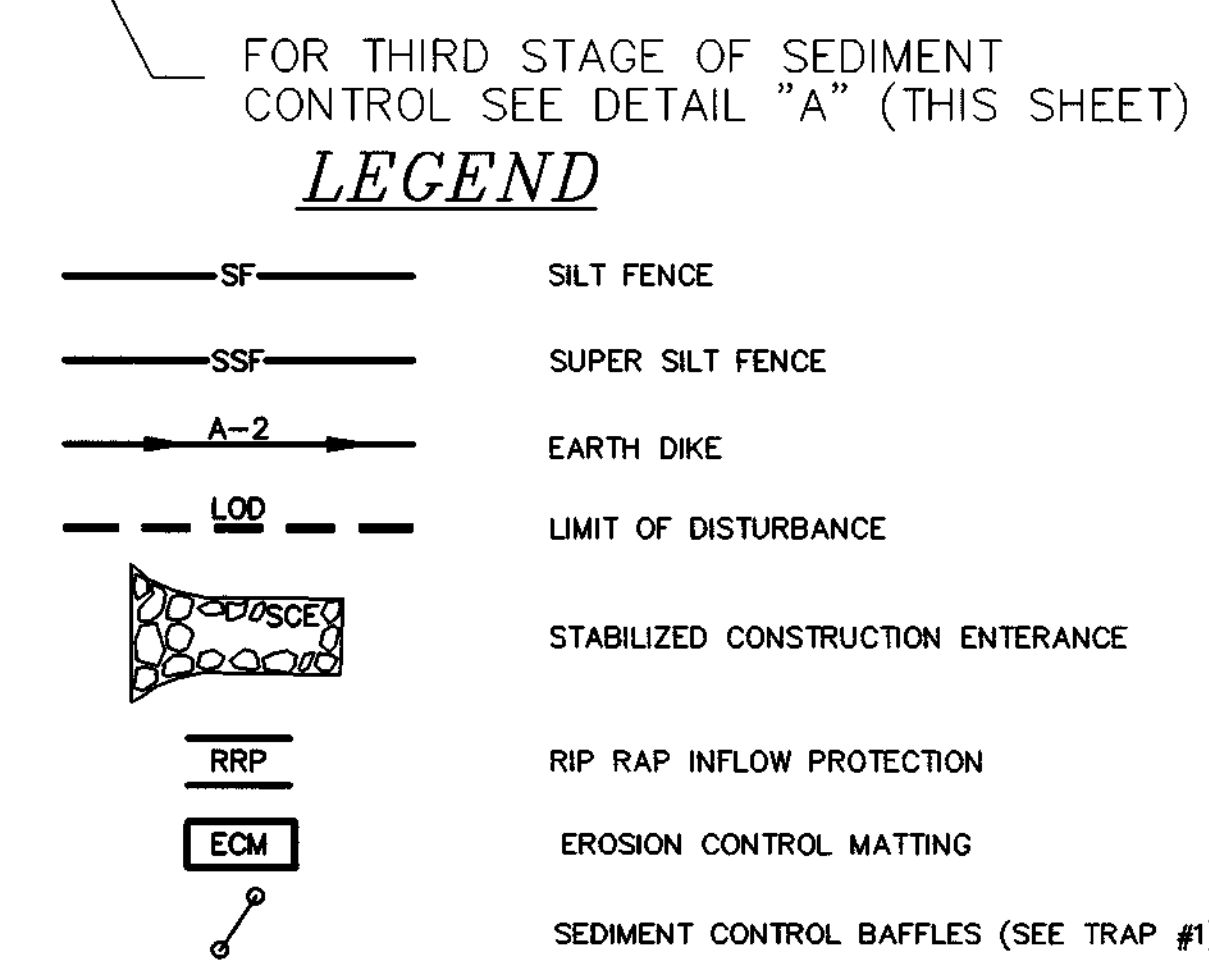 FOR THIRD STAGE OF SEDIMENT
CONTROL SEE DETAIL "A" (THIS SHEET)
LEGEND
SF SILT FENCE
SSF SUPER SILT FENCE
A-2 EARTH DIKE
LOD LIMIT OF DISTURBANCE
SCE STABILIZED CONSTRUCTION ENTERANCE
RRP RIP RAP INFLOW PROTECTION
ECM EROSION CONTROL MATTING
SEDIMENT CONTROL BAFFLES (SEE TRAP #1)